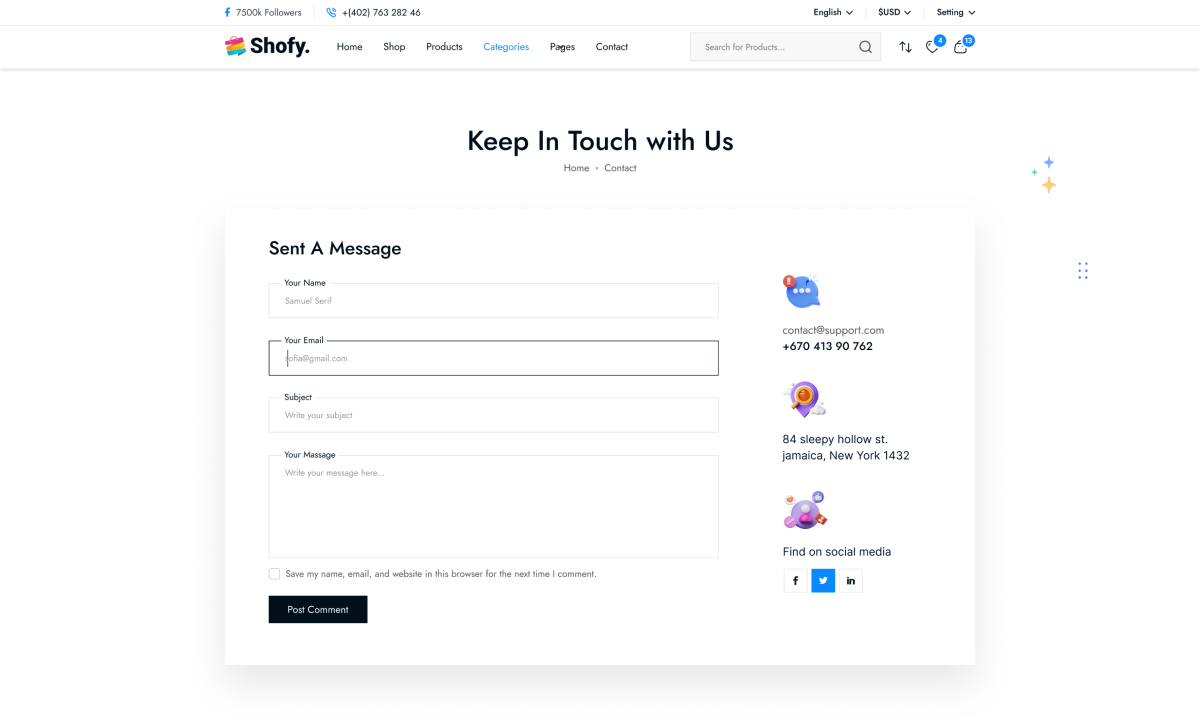 7500k Followers
+(402) 763 282 46
English
$USD
Setting
Shofy.
Home
Shop
Products
Categories
Pages
Contact
Search for Products...
4
13
Keep In Touch with Us
Home • Contact
Sent A Message
Your Name
Samuel Serif
Your Email
sofia@gmail.com
Subject
Write your subject
Your Massage
Write your message here...
Save my name, email, and website in this browser for the next time I comment.
Post Comment
contact@support.com
+670 413 90 762
84 sleepy hollow st.
jamaica, New York 1432
Find on social media